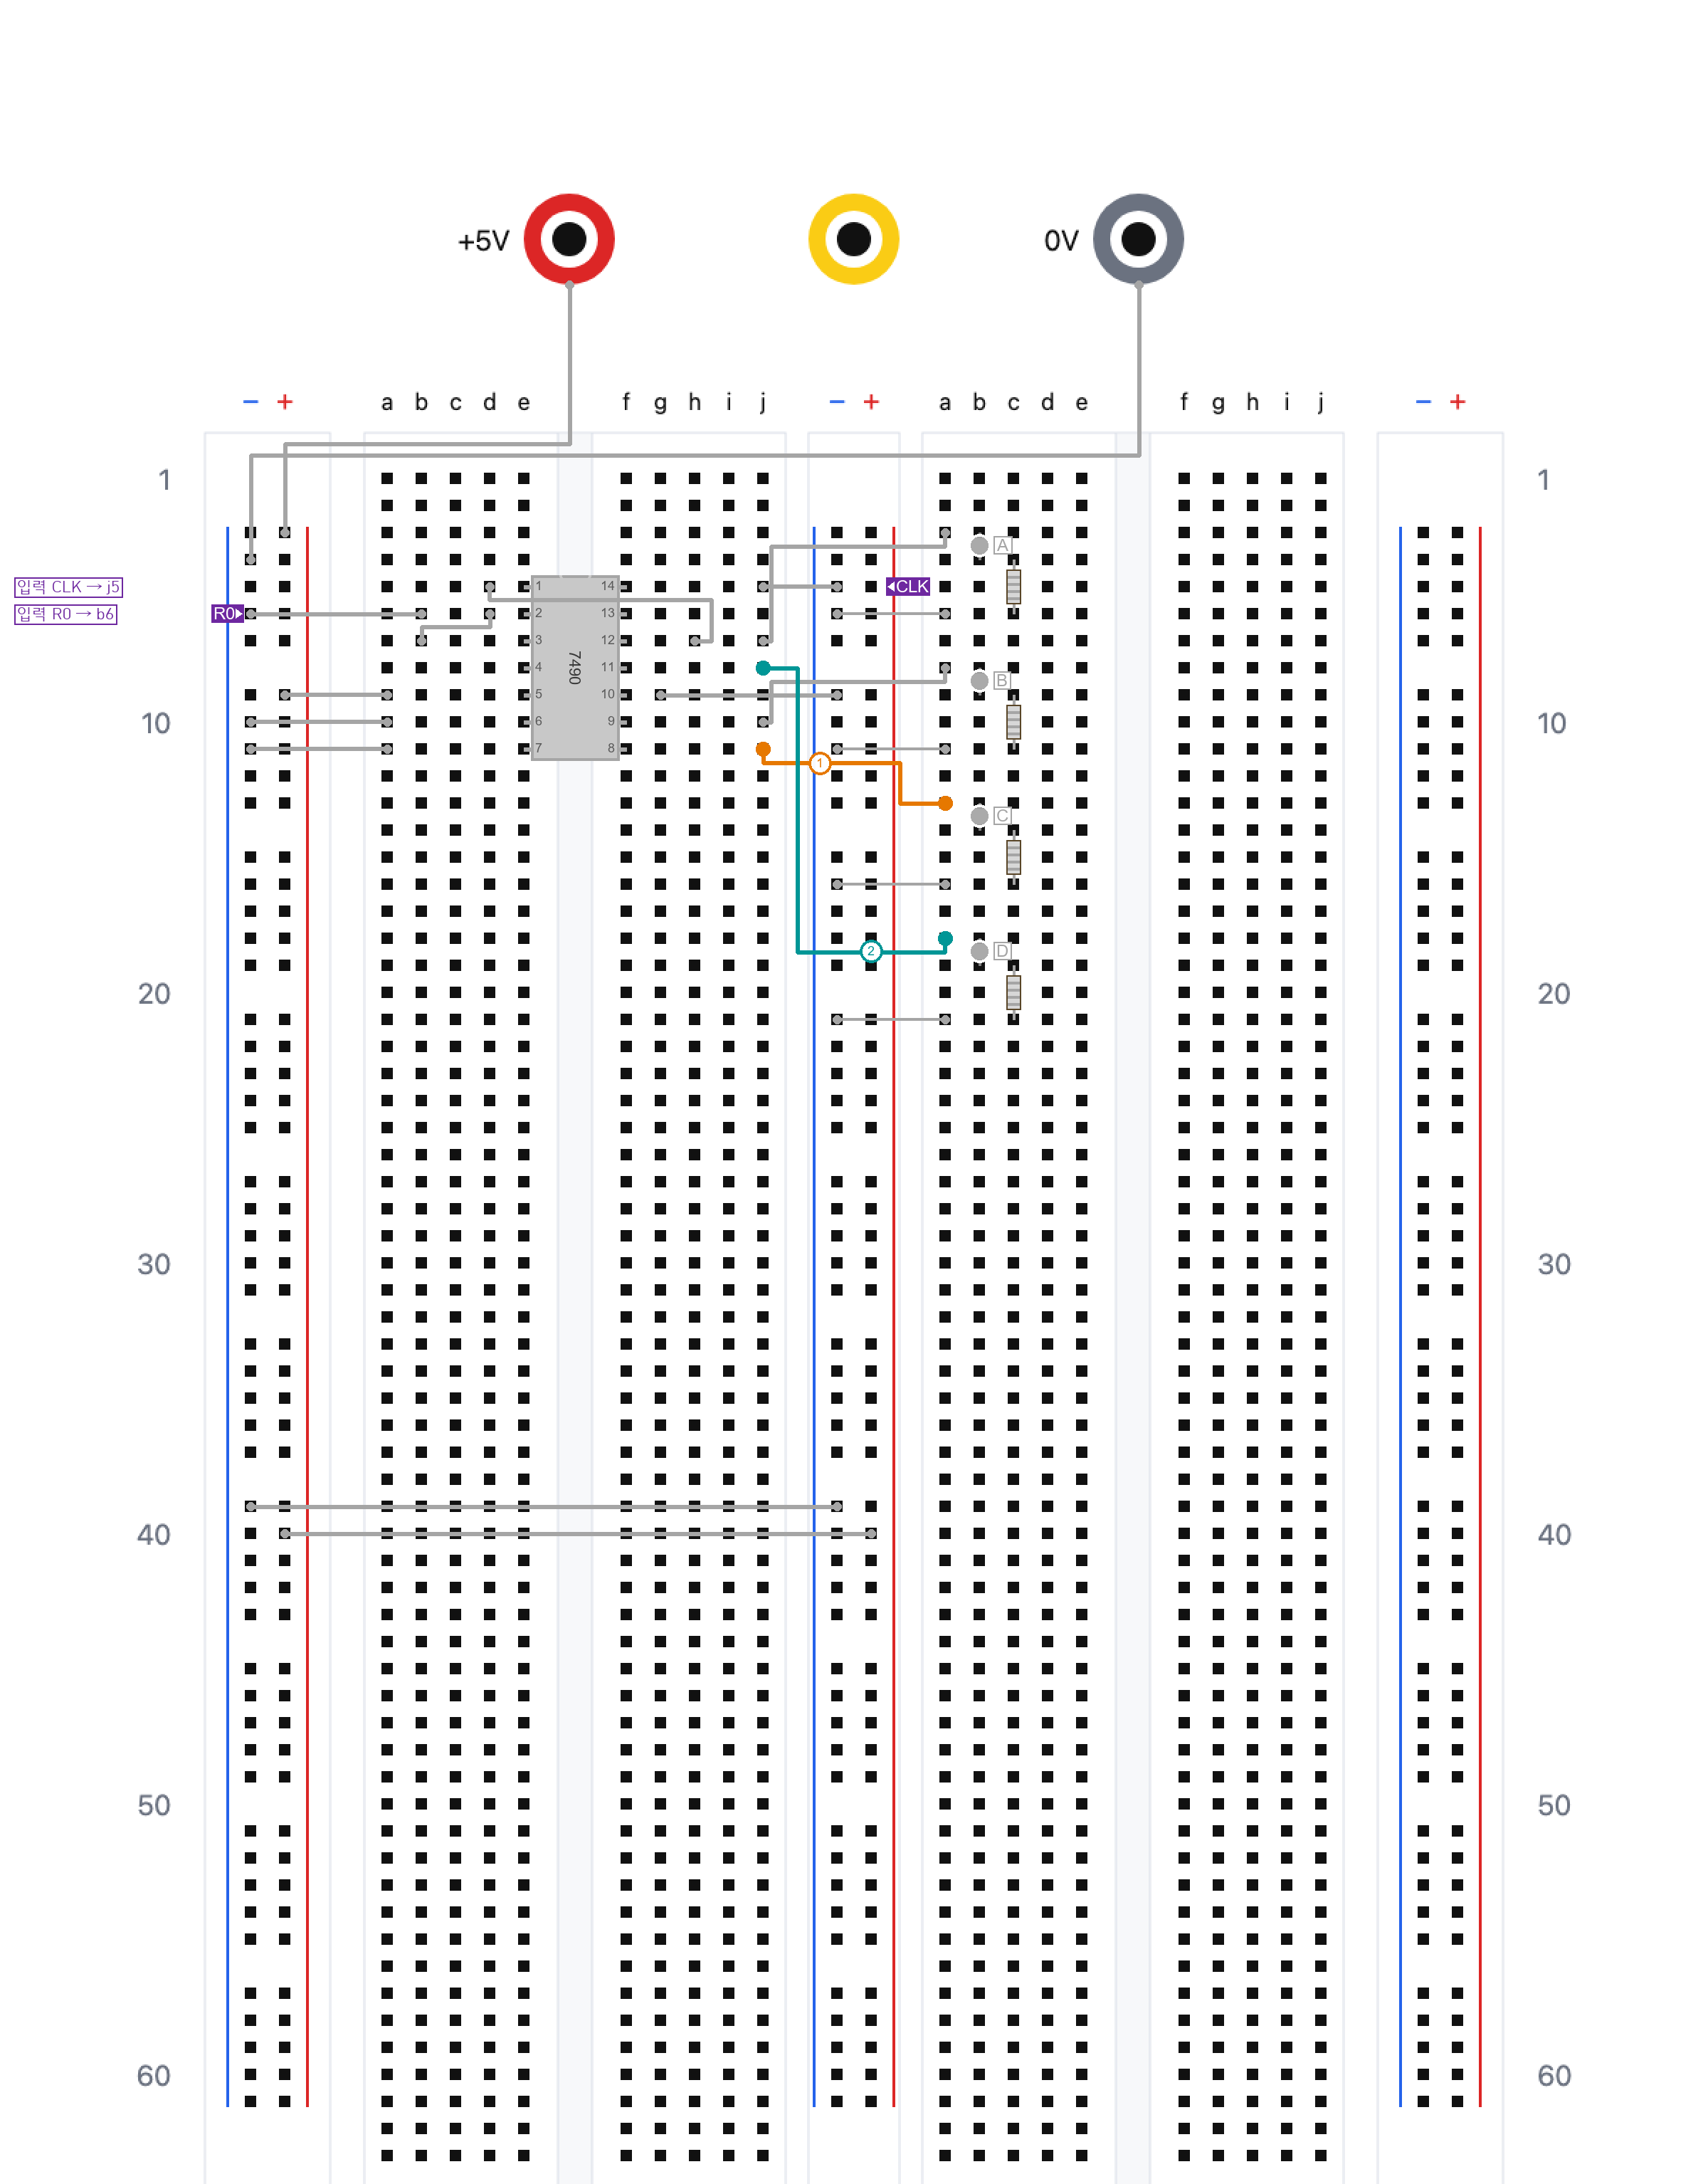 +5V
0V
− + a b c d e f g h i j − + a b c d e f g h i j − +
1 1
A
입력 CLK → j5
1 14
CLK
입력 R0 → b6
R0
2 13
3 12
7490
4 11
B
5 10
10 10
6 9
7 8
1
C
2
D
20 20
30 30
40 40
50 50
60 60